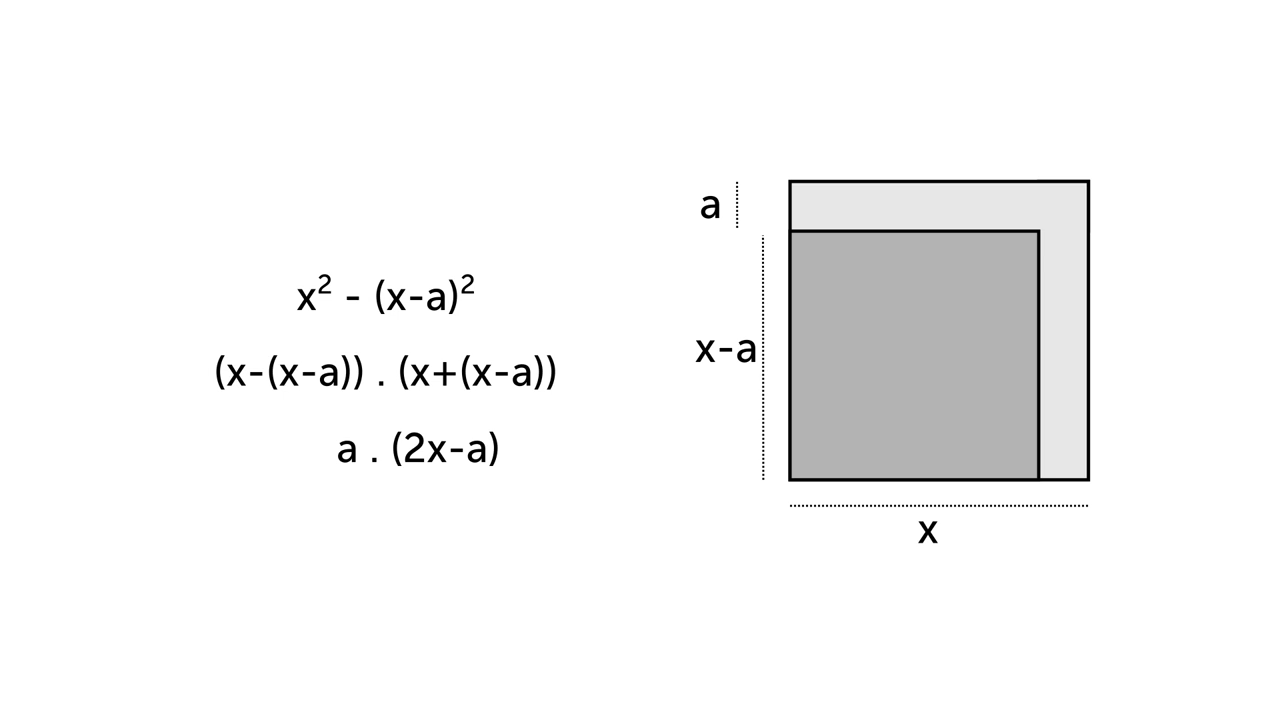 x² - (x-a)²
(x-(x-a)) . (x+(x-a))
a . (2x-a)
a
x-a
x